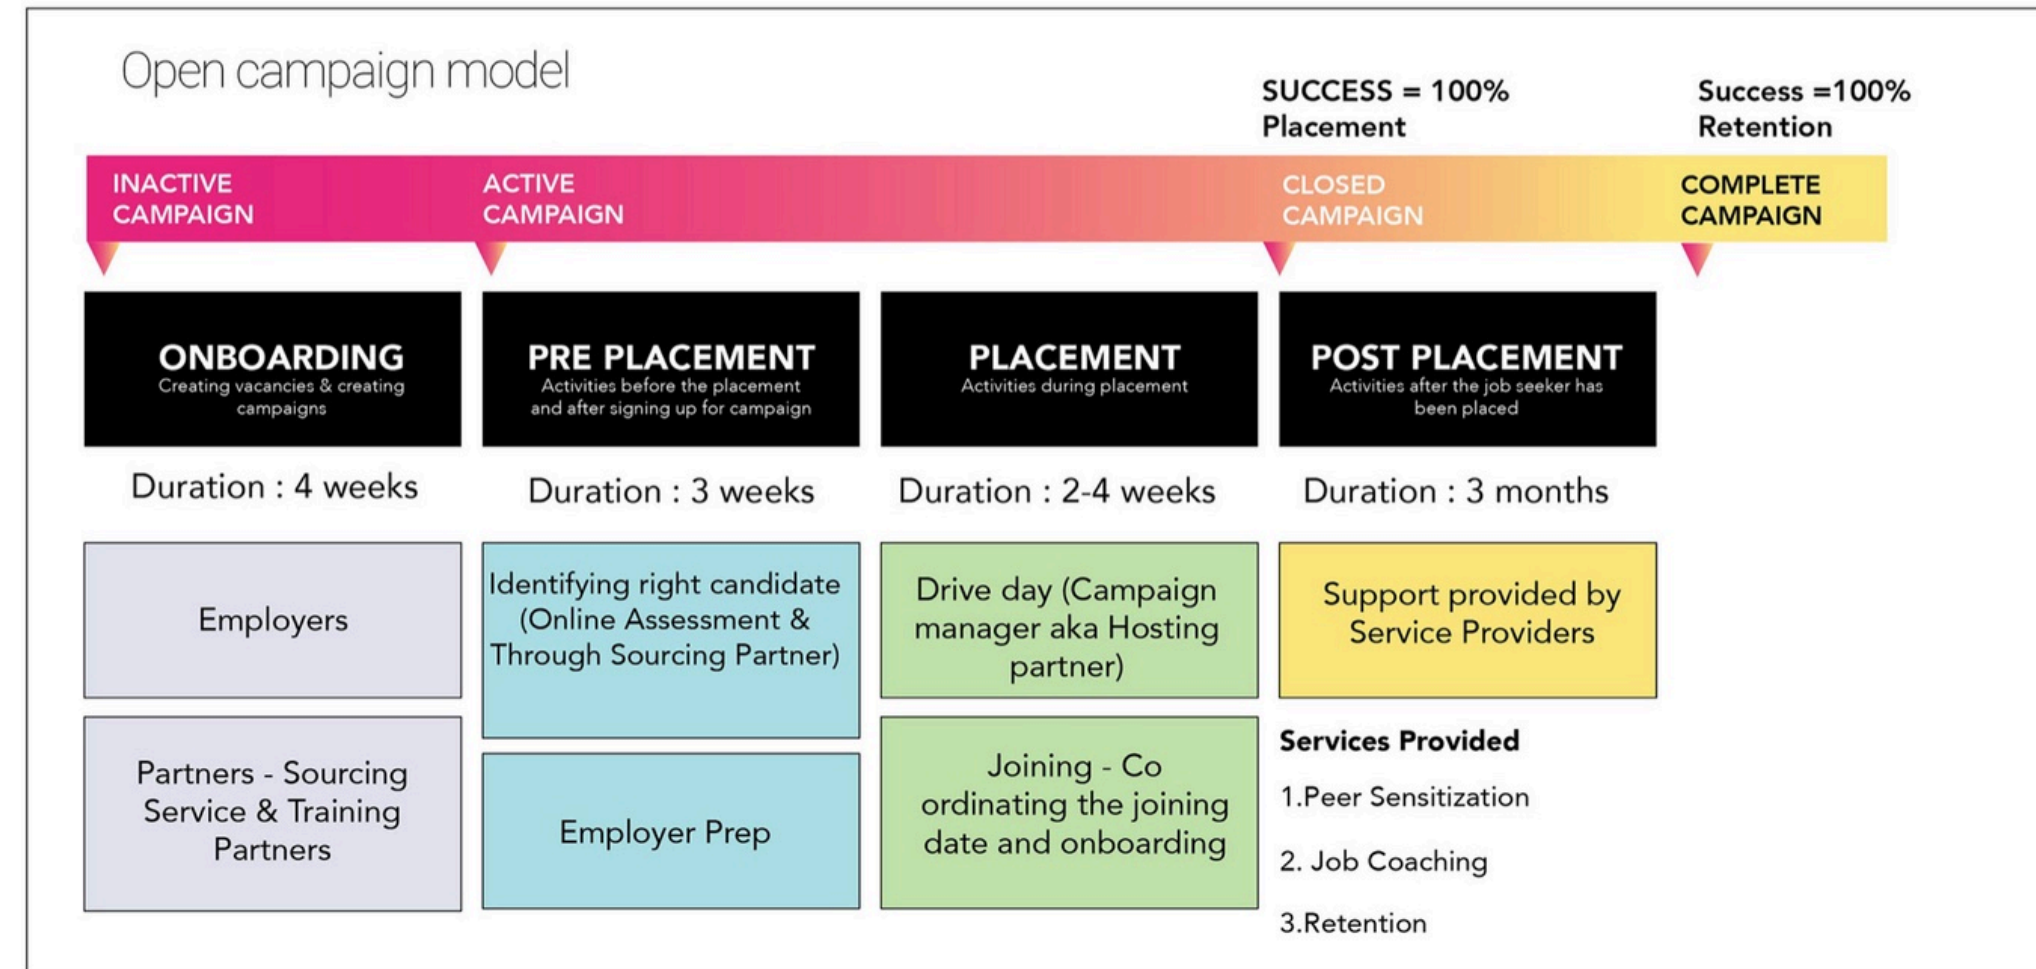 Open campaign model
SUCCESS = 100%
Placement
Success =100%
Retention
INACTIVE
CAMPAIGN
ACTIVE
CAMPAIGN
CLOSED
CAMPAIGN
COMPLETE
CAMPAIGN
ONBOARDING
Creating vacancies & creating
campaigns
PRE PLACEMENT
Activities before the placement
and after signing up for campaign
PLACEMENT
Activities during placement
POST PLACEMENT
Activities after the job seeker has
been placed
Duration : 4 weeks
Duration : 3 weeks
Duration : 2-4 weeks
Duration : 3 months
Employers
Partners - Sourcing
Service & Training
Partners
Identifying right candidate
(Online Assessment &
Through Sourcing Partner)
Employer Prep
Drive day (Campaign
manager aka Hosting
partner)
Joining - Co
ordinating the joining
date and onboarding
Support provided by
Service Providers
Services Provided
1.Peer Sensitization
2. Job Coaching
3.Retention